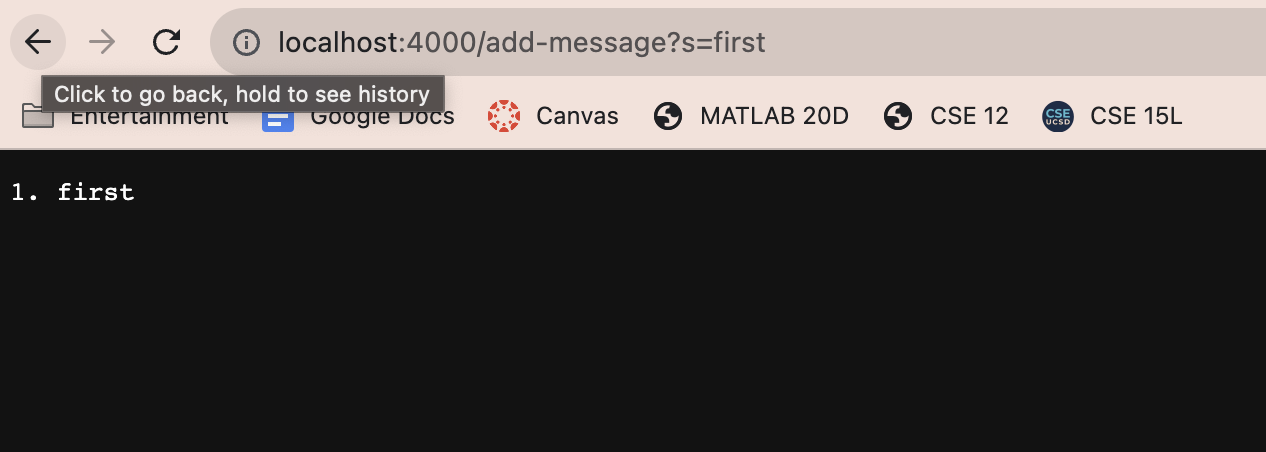 localhost:4000/add-message?s=first
Click to go back, hold to see history
Entertainment Google Docs Canvas MATLAB 20D CSE 12 CSE UCSD CSE 15L
1. first